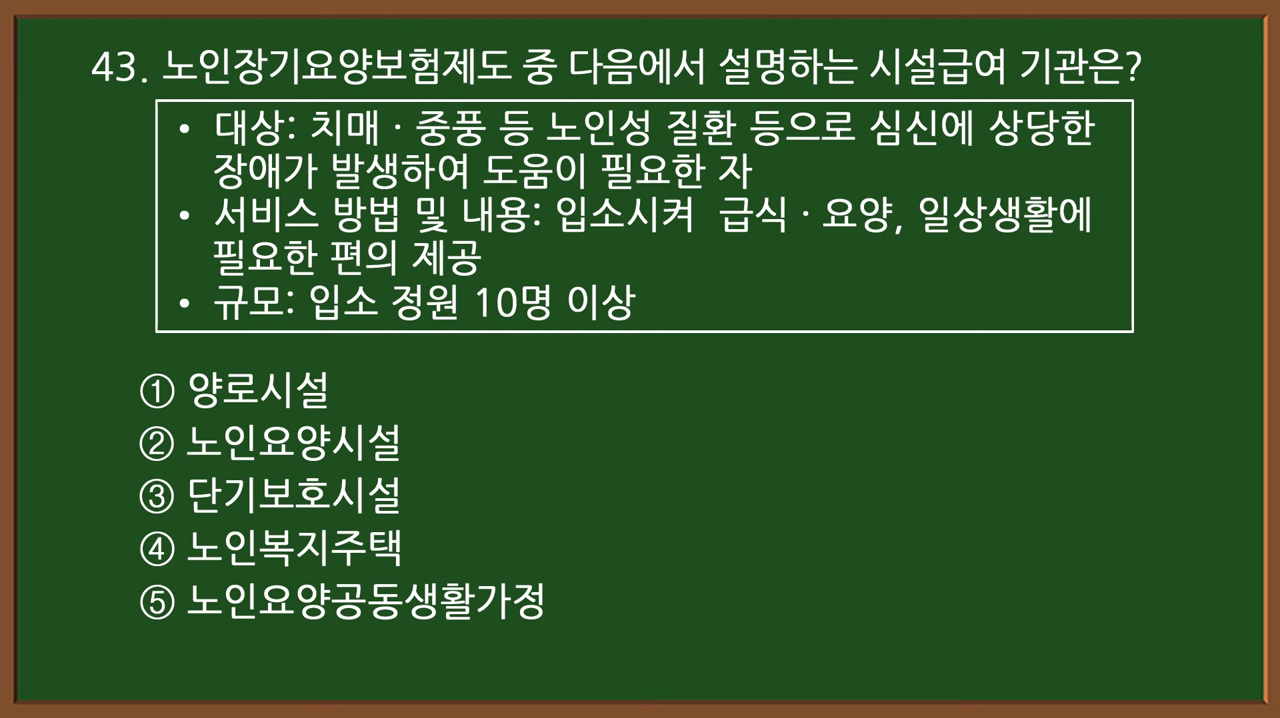 43. 노인장기요양보험제도 중 다음에서 설명하는 시설급여 기관은?
• 대상: 치매 · 중풍 등 노인성 질환 등으로 심신에 상당한
장애가 발생하여 도움이 필요한 자
• 서비스 방법 및 내용: 입소시켜 급식 · 요양, 일상생활에
필요한 편의 제공
• 규모: 입소 정원 10명 이상
① 양로시설
② 노인요양시설
③ 단기보호시설
④ 노인복지주택
⑤ 노인요양공동생활가정